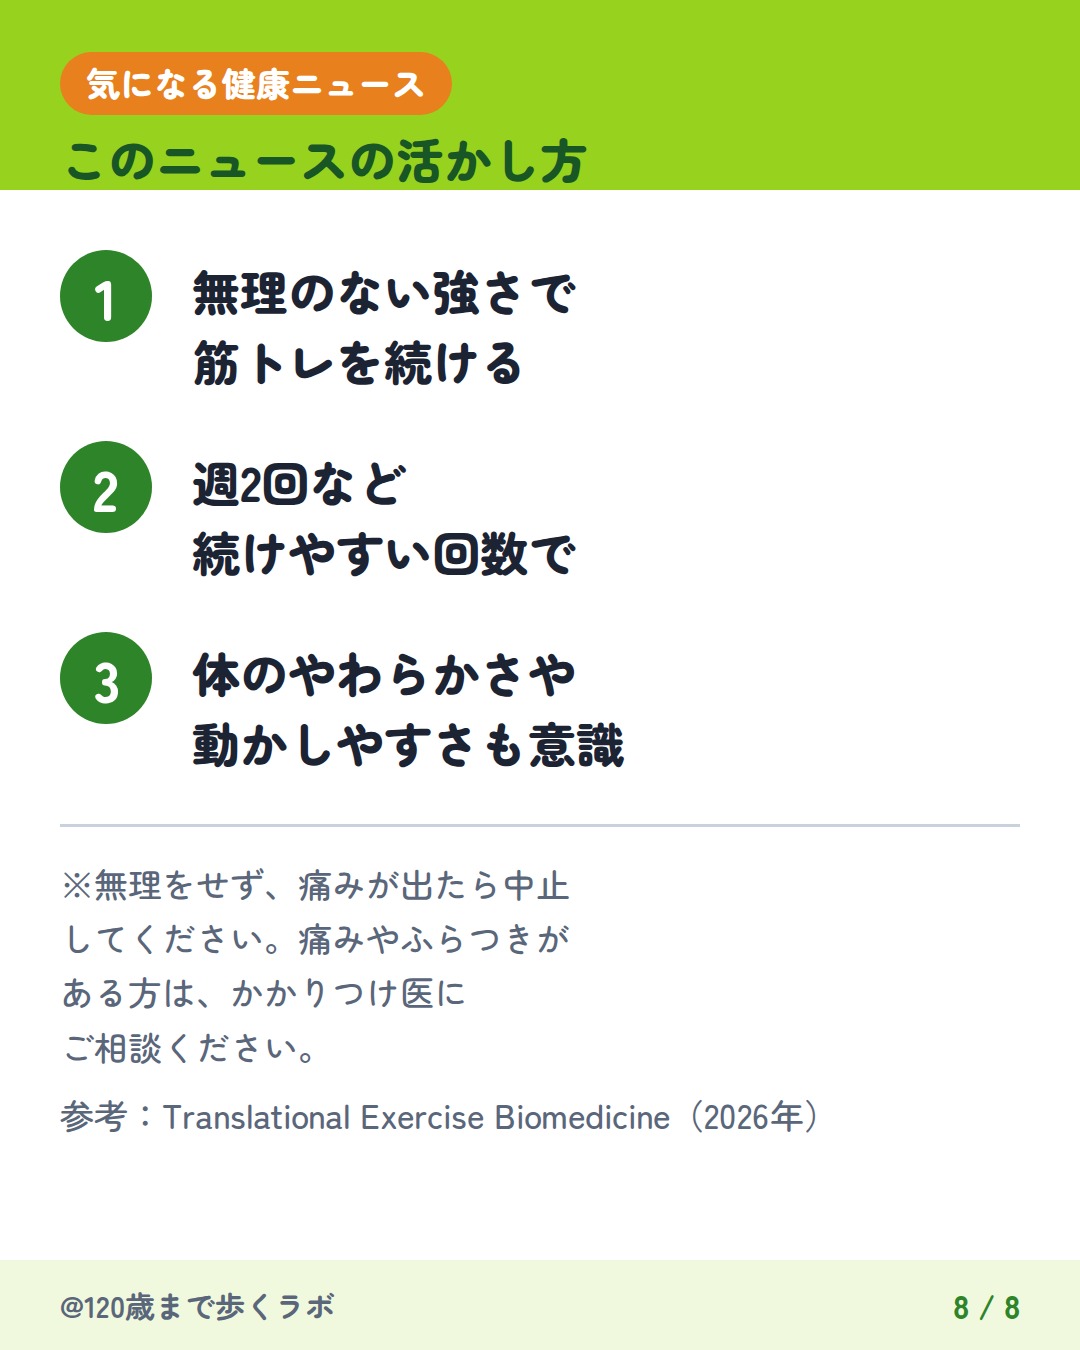 気になる健康ニュース
このニュースの活かし方
1
無理のない強さで
筋トレを続ける
2
週2回など
続けやすい回数で
3
体のやわらかさや
動かしやすさも意識
※無理をせず、痛みが出たら中止
してください。痛みやふらつきが
ある方は、かかりつけ医に
ご相談ください。
参考：Translational Exercise Biomedicine（2026年）
@120歳まで歩くラボ
8 / 8